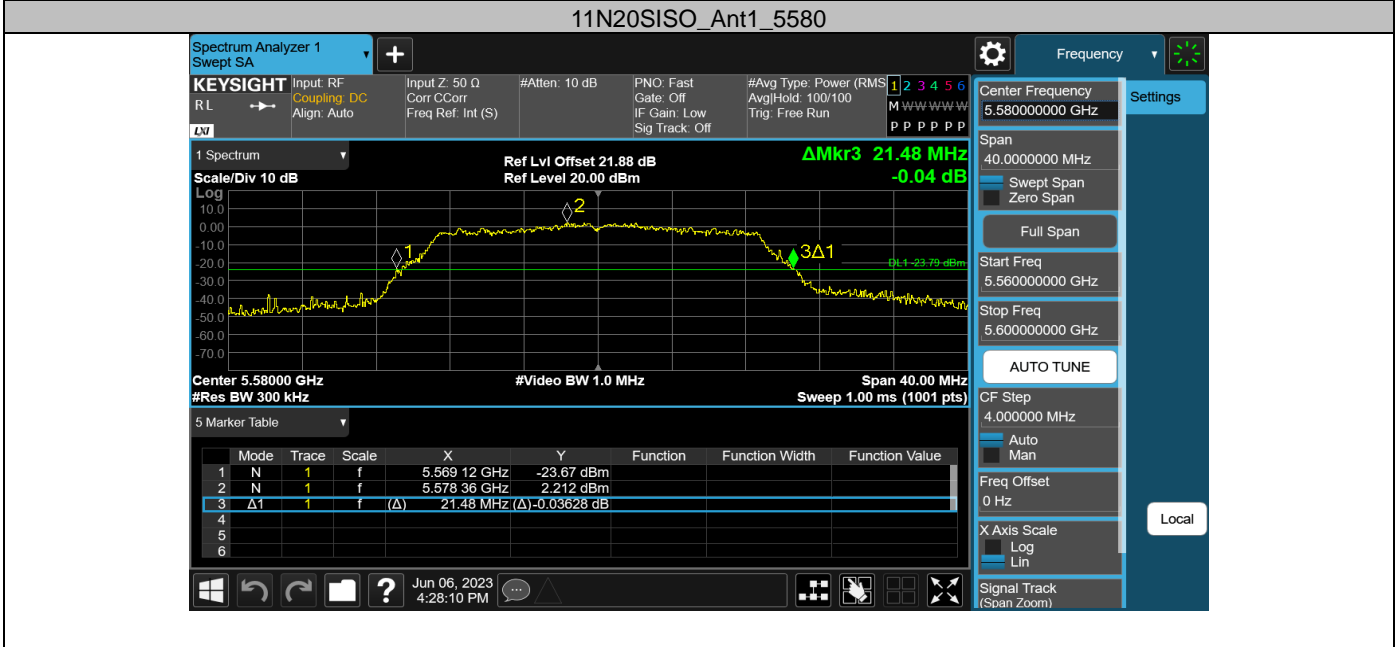 11N20SISO_Ant1_5580
Spectrum Analyzer 1
Swept SA
Frequency
KEYSIGHT
R L
LXI
Input: RF
Coupling: DC
Align: Auto
Input Z: 50 Ω
Corr CCorr
Freq Ref: Int (S)
#Atten: 10 dB
PNO: Fast
Gate: Off
IF Gain: Low
Sig Track: Off
#Avg Type: Power (RMS
Avg|Hold: 100/100
Trig: Free Run
1 2 3 4 5 6
M W W W W W
P P P P P P
1 Spectrum
Scale/Div 10 dB
Ref Lvl Offset 21.88 dB
Ref Level 20.00 dBm
ΔMkr3 21.48 MHz
-0.04 dB
Log
10.0
0.00
-10.0
-20.0
-30.0
-40.0
-50.0
-60.0
-70.0
1
2
3Δ1
DL1 -23.79 dBm
Center 5.58000 GHz
#Video BW 1.0 MHz
Span 40.00 MHz
#Res BW 300 kHz
Sweep 1.00 ms (1001 pts)
5 Marker Table
Mode Trace Scale X Y Function Function Width Function Value
1 N 1 f 5.569 12 GHz -23.67 dBm
2 N 1 f 5.578 36 GHz 2.212 dBm
3 Δ1 1 f (Δ) 21.48 MHz (Δ)-0.03628 dB
4
5
6
?
Jun 06, 2023
4:28:10 PM
Center Frequency
5.580000000 GHz
Settings
Span
40.0000000 MHz
Swept Span
Zero Span
Full Span
Start Freq
5.560000000 GHz
Stop Freq
5.600000000 GHz
AUTO TUNE
CF Step
4.000000 MHz
Auto
Man
Freq Offset
0 Hz
X Axis Scale
Log
Lin
Local
Signal Track
(Span Zoom)